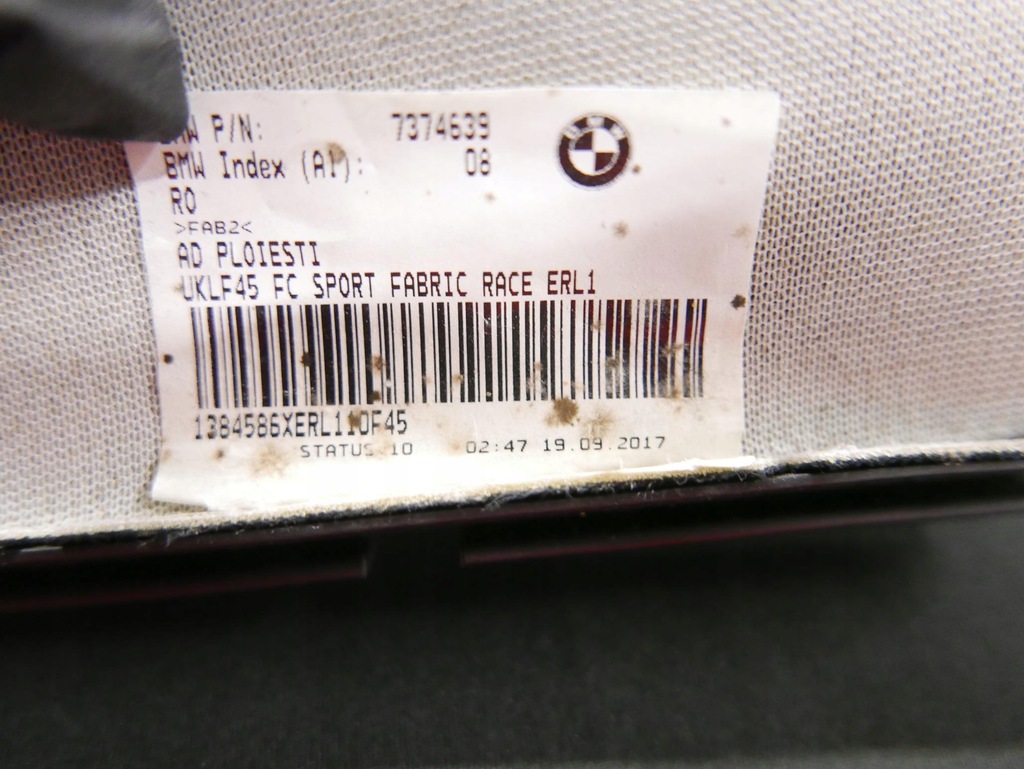 BMW P/N: 7374639
BMW Index (AI): 08
RO
>FAB2<
AD PLOIESTI
UKLF45 FC SPORT FABRIC RACE ERL1
1384586XERL110F45
STATUS 10 02:47 19.09.2017